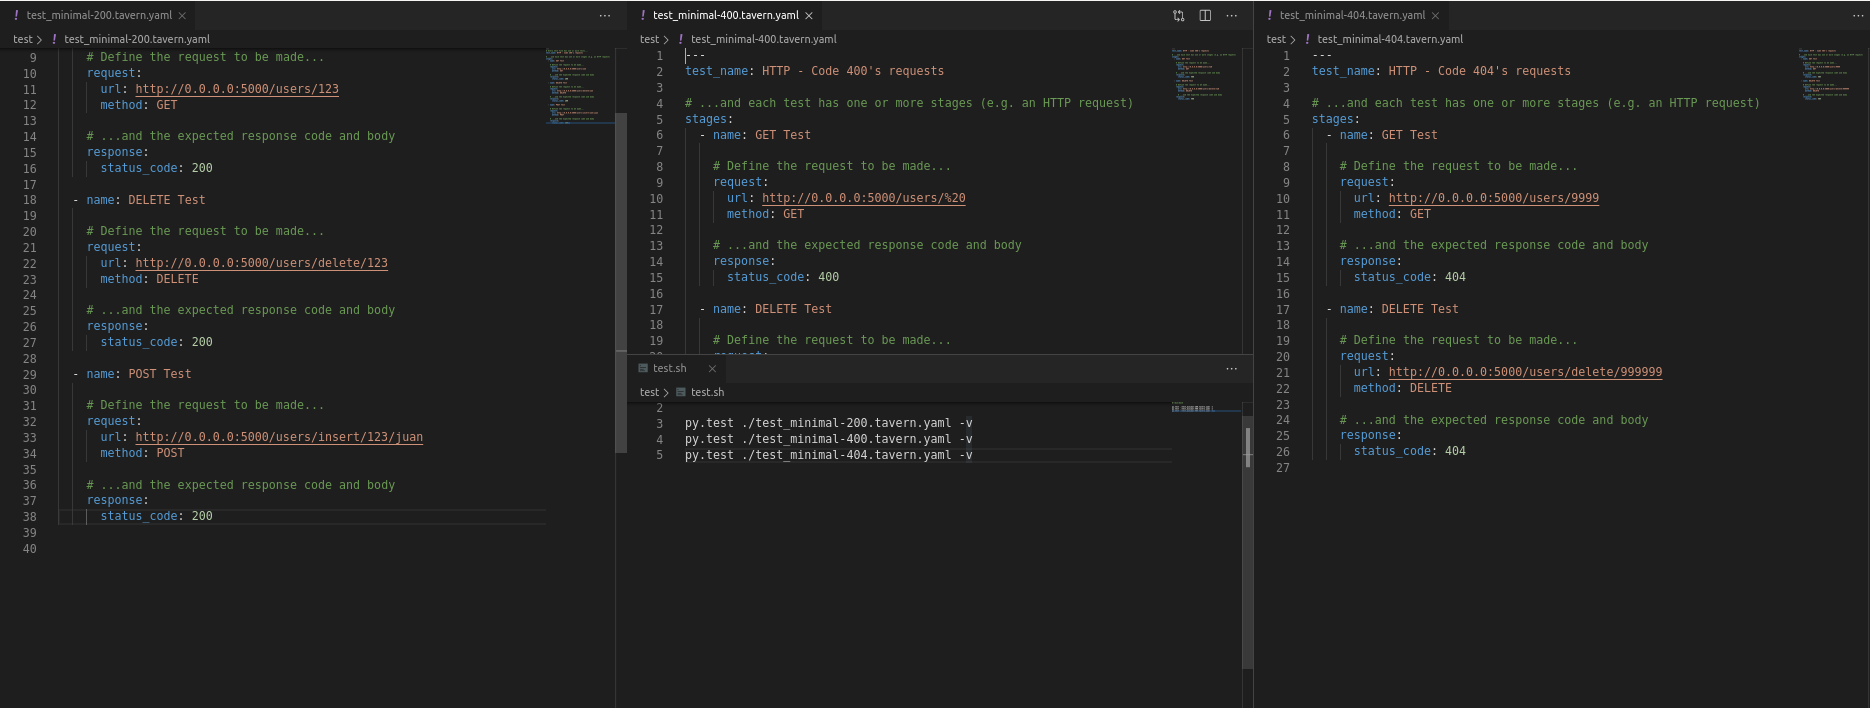 test_minimal-200.tavern.yaml
test > test_minimal-200.tavern.yaml
9 # Define the request to be made...
10 request:
11 url: http://0.0.0.0:5000/users/123
12 method: GET
13
14 # ...and the expected response code and body
15 response:
16 status_code: 200
17
18 - name: DELETE Test
19
20 # Define the request to be made...
21 request:
22 url: http://0.0.0.0:5000/users/delete/123
23 method: DELETE
24
25 # ...and the expected response code and body
26 response:
27 status_code: 200
28
29 - name: POST Test
30
31 # Define the request to be made...
32 request:
33 url: http://0.0.0.0:5000/users/insert/123/juan
34 method: POST
35
36 # ...and the expected response code and body
37 response:
38 status_code: 200
39
40
test_minimal-400.tavern.yaml
test > test_minimal-400.tavern.yaml
1 ---
2 test_name: HTTP - Code 400's requests
3
4 # ...and each test has one or more stages (e.g. an HTTP request)
5 stages:
6 - name: GET Test
7
8 # Define the request to be made...
9 request:
10 url: http://0.0.0.0:5000/users/%20
11 method: GET
12
13 # ...and the expected response code and body
14 response:
15 status_code: 400
16
17 - name: DELETE Test
18
19 # Define the request to be made...
test.sh
test > test.sh
2
3 py.test ./test_minimal-200.tavern.yaml -v
4 py.test ./test_minimal-400.tavern.yaml -v
5 py.test ./test_minimal-404.tavern.yaml -v
test_minimal-404.tavern.yaml
test > test_minimal-404.tavern.yaml
1 ---
2 test_name: HTTP - Code 404's requests
3
4 # ...and each test has one or more stages (e.g. an HTTP request)
5 stages:
6 - name: GET Test
7
8 # Define the request to be made...
9 request:
10 url: http://0.0.0.0:5000/users/9999
11 method: GET
12
13 # ...and the expected response code and body
14 response:
15 status_code: 404
16
17 - name: DELETE Test
18
19 # Define the request to be made...
20 request:
21 url: http://0.0.0.0:5000/users/delete/999999
22 method: DELETE
23
24 # ...and the expected response code and body
25 response:
26 status_code: 404
27